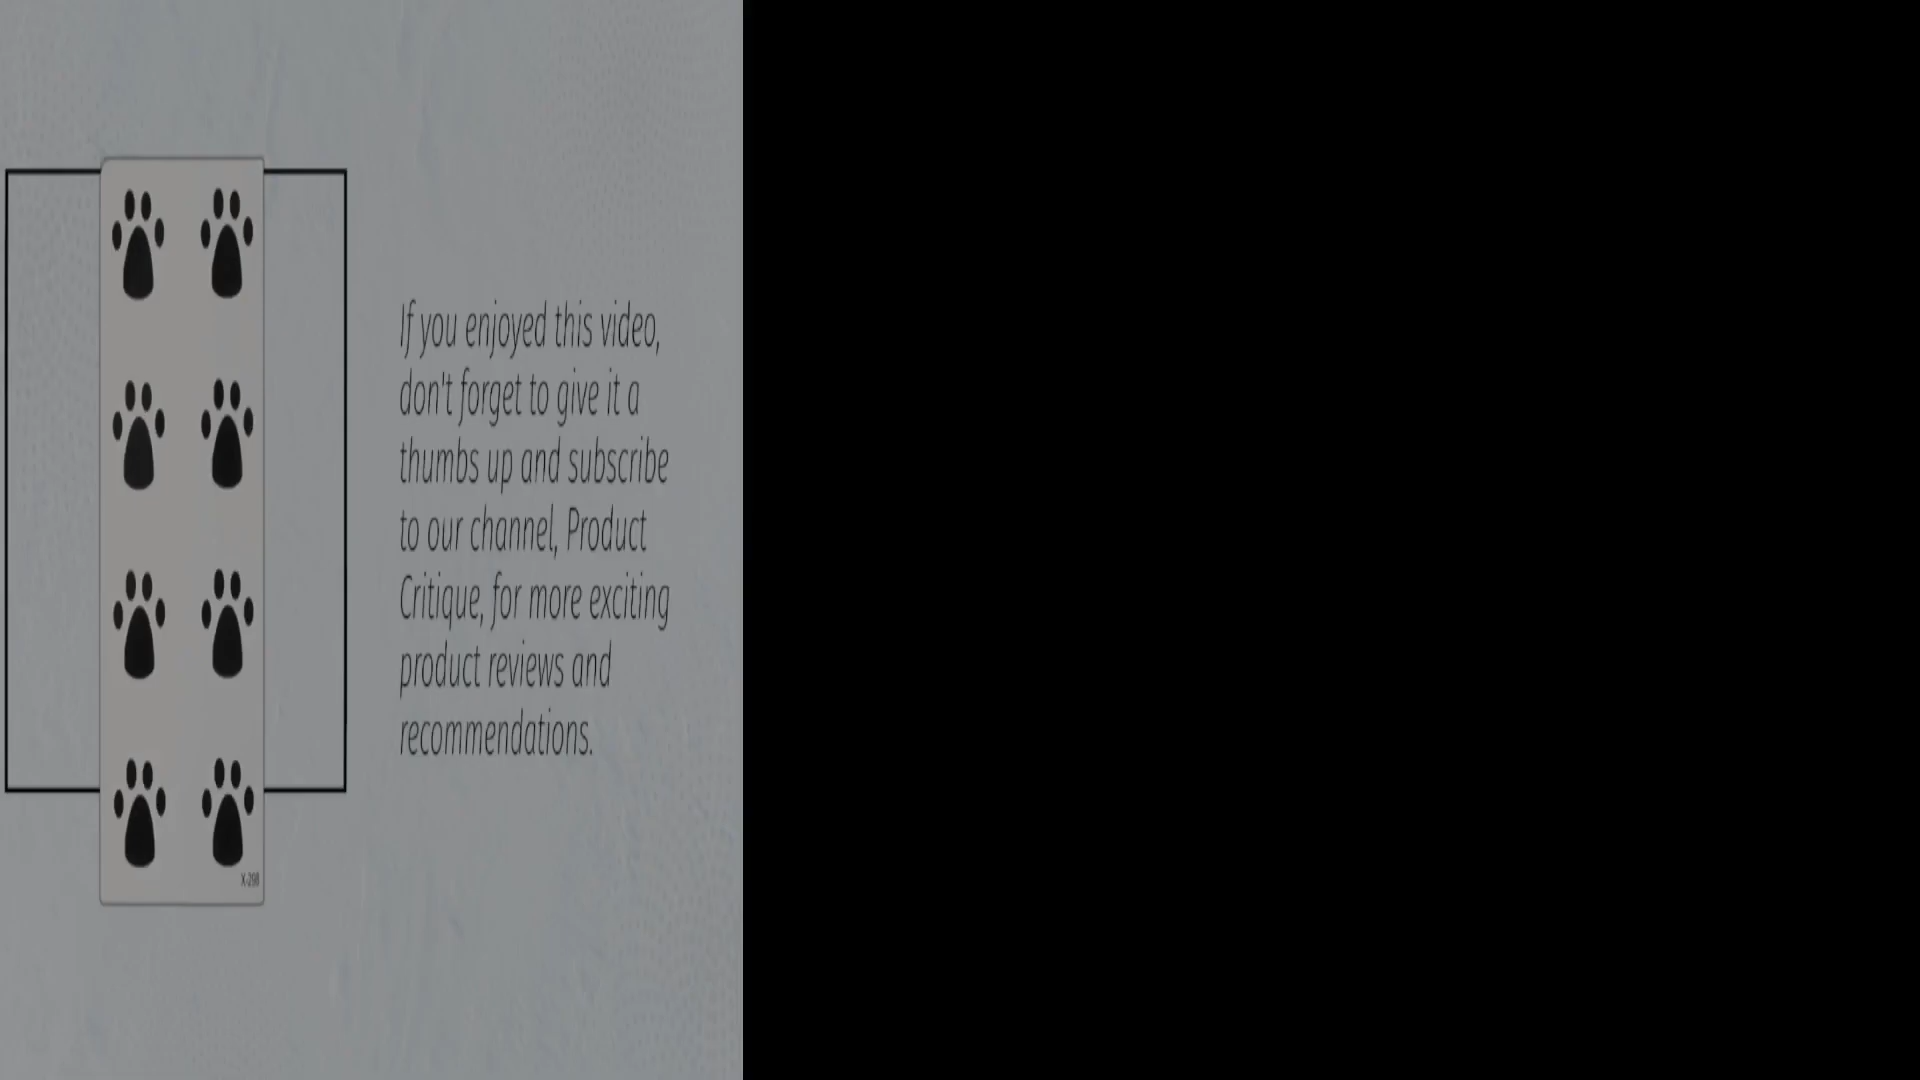 If you enjoyed this video,
don't forget to give it a
thumbs up and subscribe
to our channel, Product
Critique, for more exciting
product reviews and
recommendations.
X-298